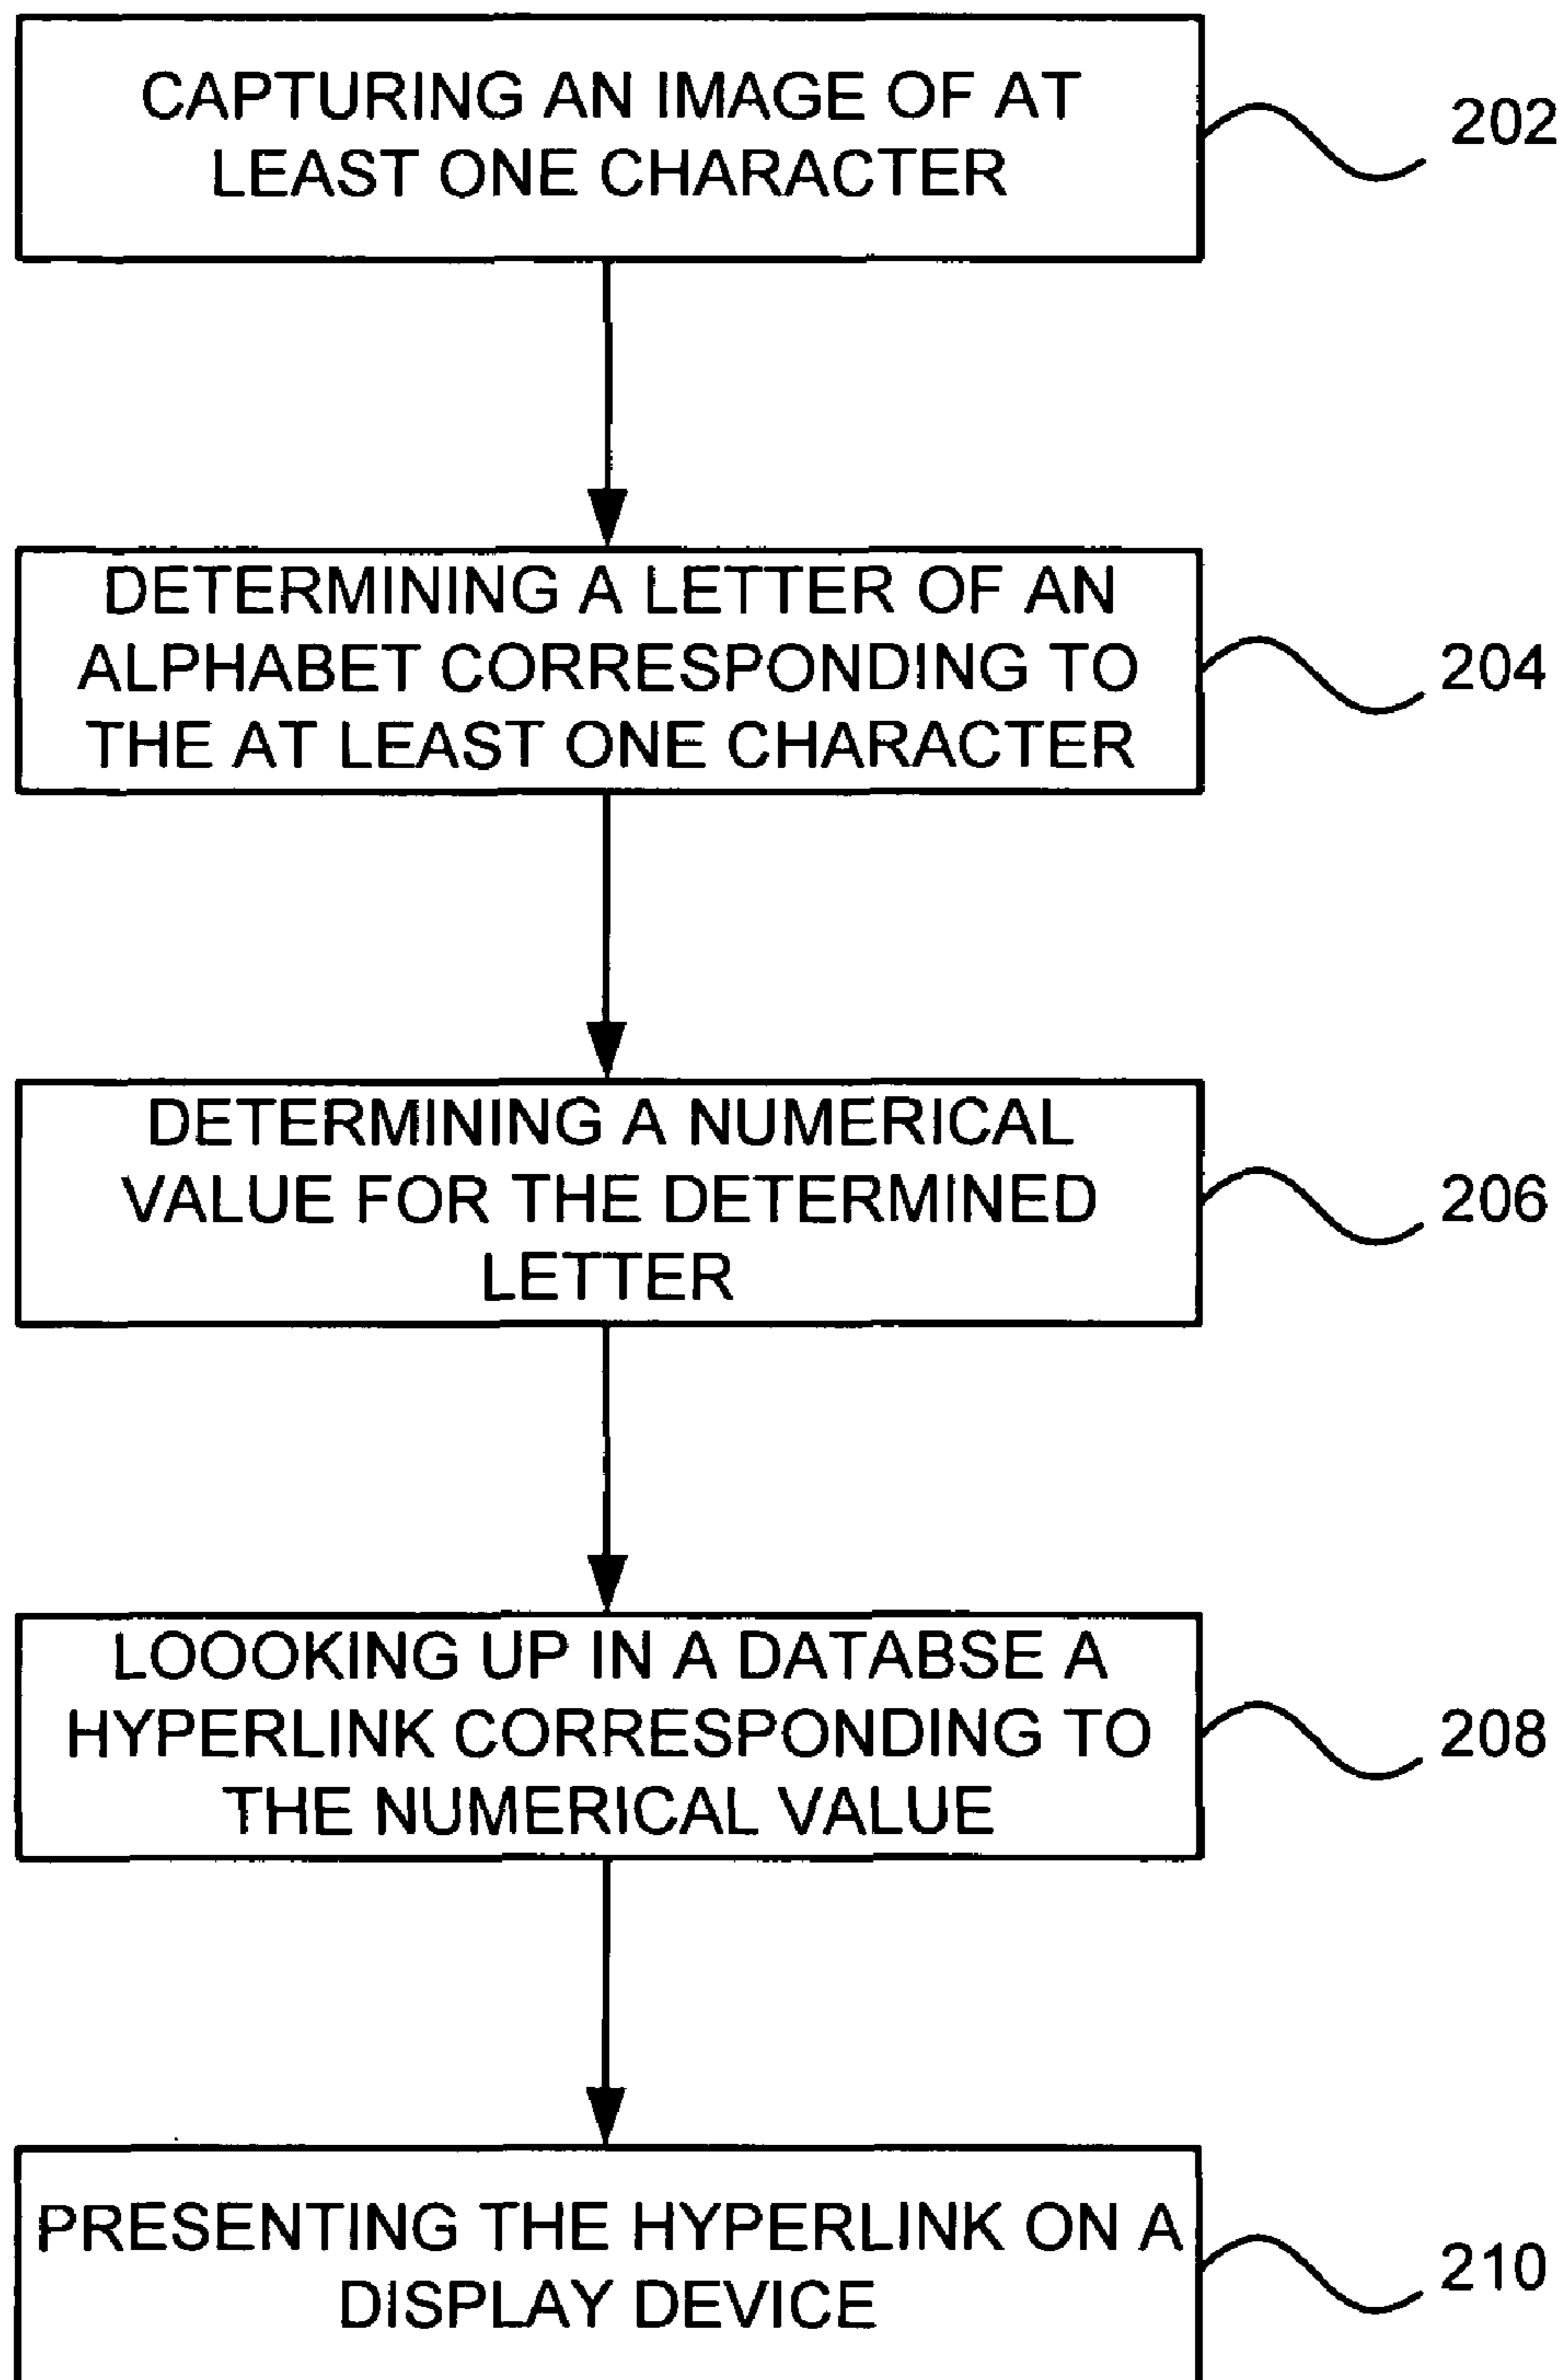 CAPTURING AN IMAGE OF AT
LEAST ONE CHARACTER
202
DETERMINING A LETTER OF AN
ALPHABET CORRESPONDING TO
THE AT LEAST ONE CHARACTER
204
DETERMINING A NUMERICAL
VALUE FOR THE DETERMINED
LETTER
206
LOOOKING UP IN A DATABSE A
HYPERLINK CORRESPONDING TO
THE NUMERICAL VALUE
208
PRESENTING THE HYPERLINK ON A
DISPLAY DEVICE
210